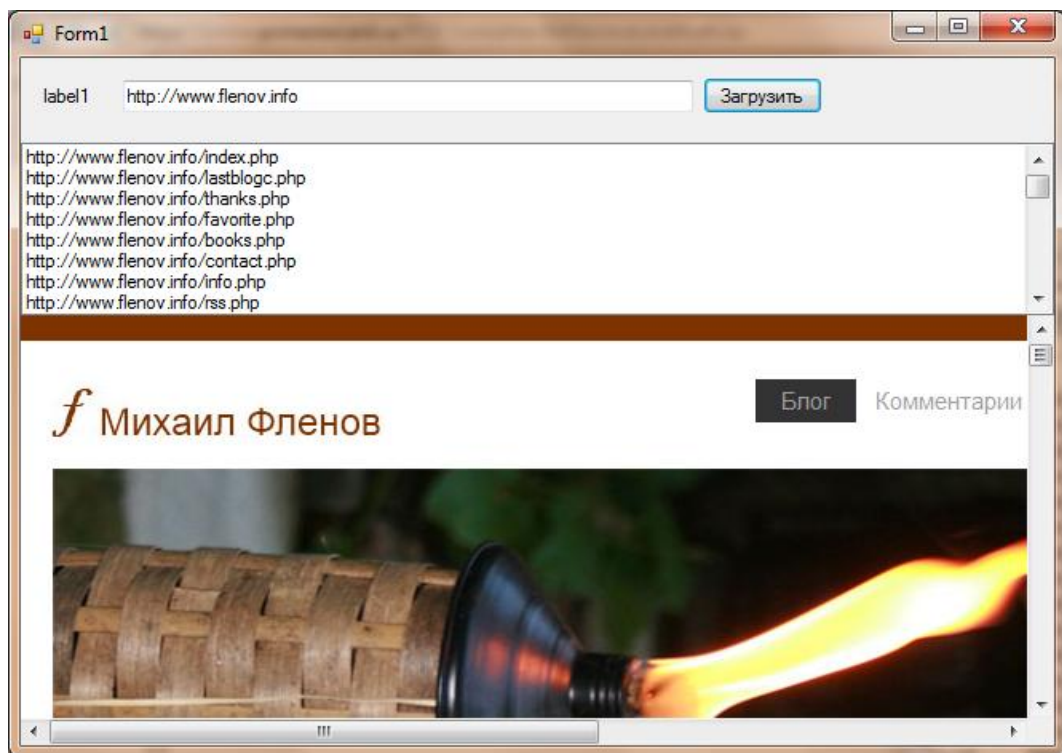 Form1
label1 http://www.flenov.info Загрузить
http://www.flenov.info/index.php
http://www.flenov.info/lastblogc.php
http://www.flenov.info/thanks.php
http://www.flenov.info/favorite.php
http://www.flenov.info/books.php
http://www.flenov.info/contact.php
http://www.flenov.info/info.php
http://www.flenov.info/rss.php
f Михаил Фленов
Блог Комментарии